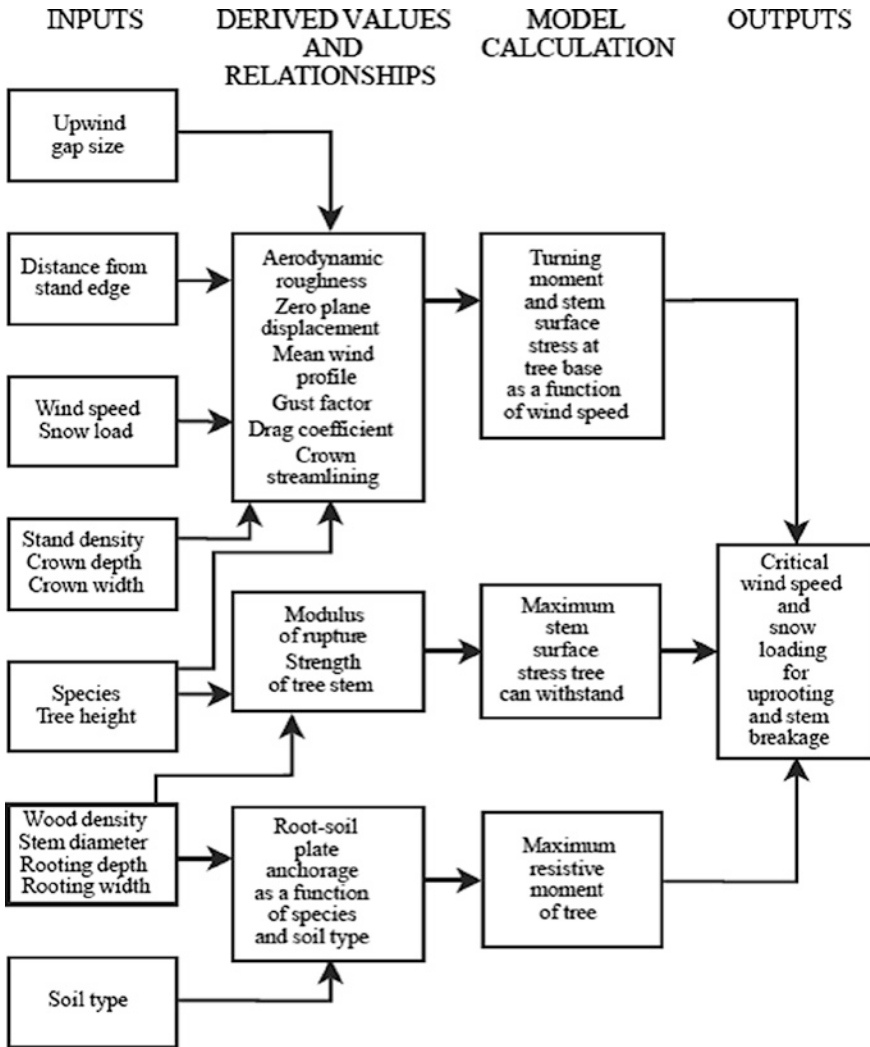 INPUTS
DERIVED VALUES
AND
RELATIONSHIPS
MODEL
CALCULATION
OUTPUTS
Upwind
gap size
Distance from
stand edge
Wind speed
Snow load
Stand density
Crown depth
Crown width
Species
Tree height
Wood density
Stem diameter
Rooting depth
Rooting width
Soil type
Aerodynamic
roughness
Zero plane
displacement
Mean wind
profile
Gust factor
Drag coefficient
Crown
streamlining
Modulus
of rupture
Strength
of tree stem
Root-soil
plate
anchorage
as a function
of species
and soil type
Turning
moment
and stem
surface
stress at
tree base
as a function
of wind speed
Maximum
stem
surface
stress tree
can withstand
Maximum
resistive
moment
of tree
Critical
wind speed
and
snow
loading
for
uprooting
and stem
breakage